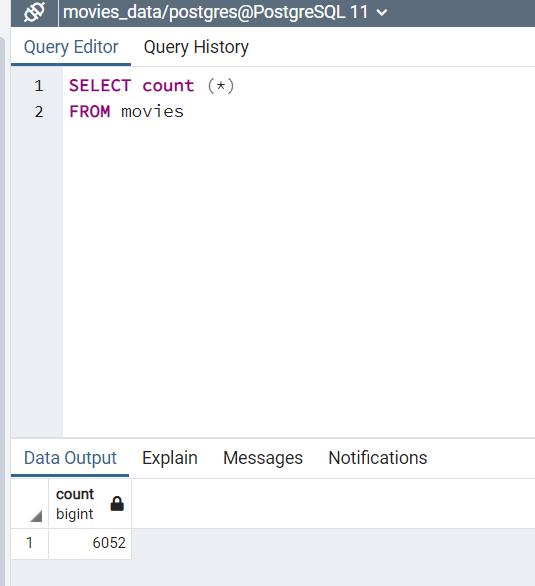 movies_data/postgres@PostgreSQL 11
Query Editor Query History
1 SELECT count (*)
2 FROM movies
Data Output Explain Messages Notifications
count
bigint
1 6052